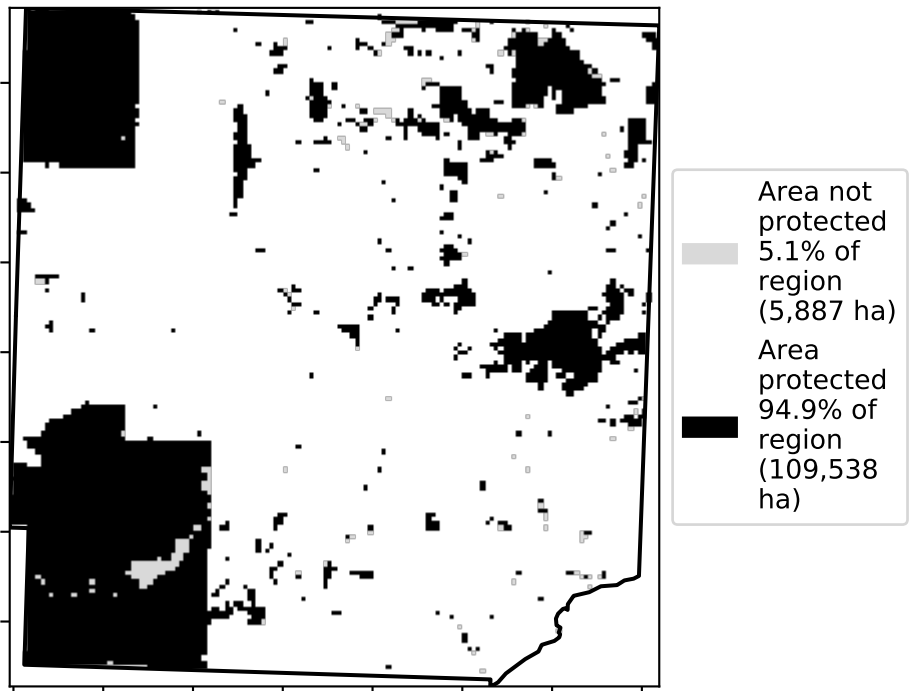 Area not
protected
5.1% of
region
(5,887 ha)
Area
protected
94.9% of
region
(109,538
ha)